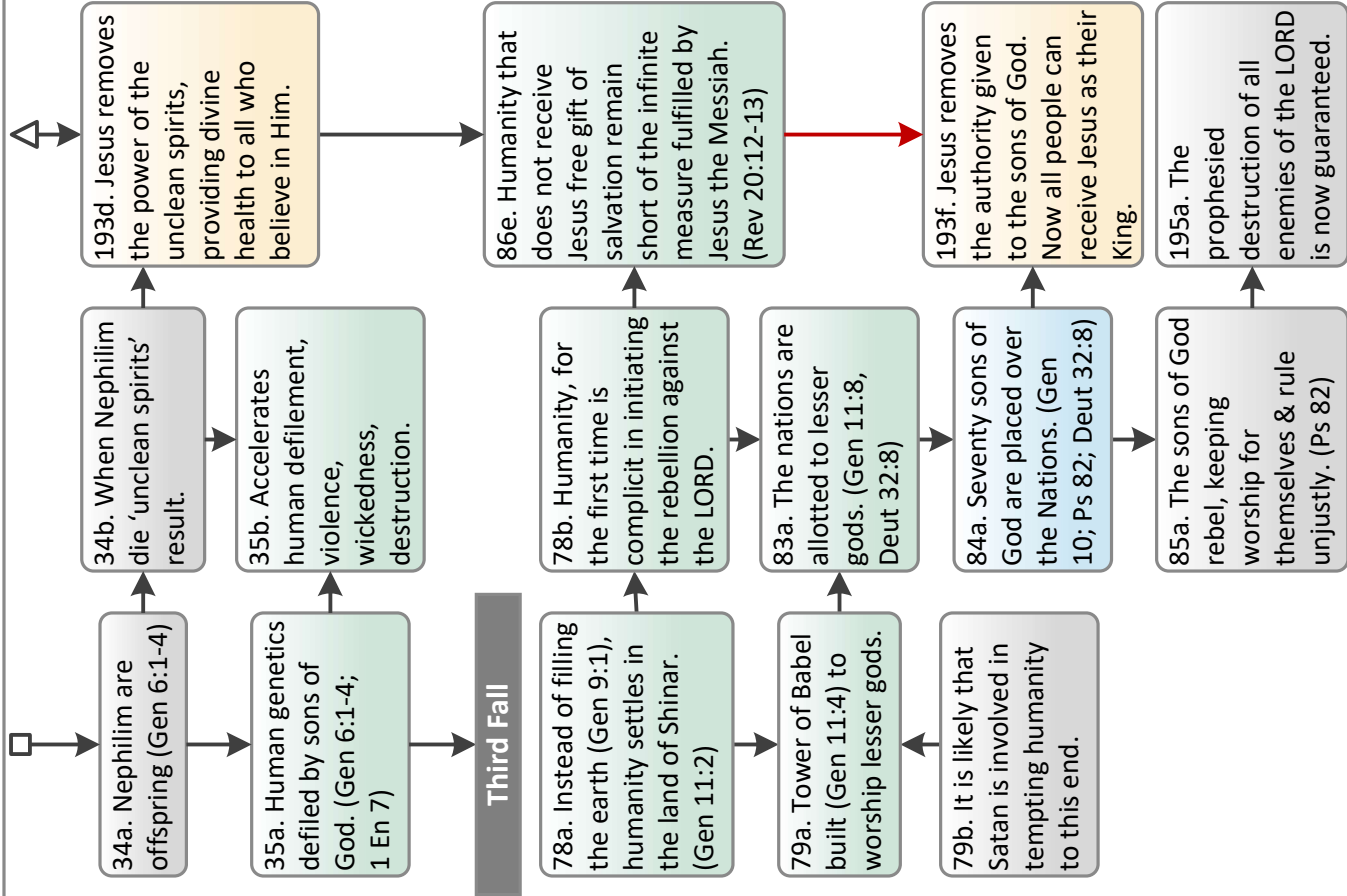 34a. Nephilim are
offspring (Gen 6:1-4)
34b. When Nephilim
die ‘unclean spirits’
result.
193d. Jesus removes
the power of the
unclean spirits,
providing divine
health to all who
believe in Him.
35a. Human genetics
defiled by sons of
God. (Gen 6:1-4;
1 En 7)
35b. Accelerates
human defilement,
violence,
wickedness,
destruction.
Third Fall
78a. Instead of filling
the earth (Gen 9:1),
humanity settles in
the land of Shinar.
(Gen 11:2)
78b. Humanity, for
the first time is
complicit in initiating
the rebellion against
the LORD.
86e. Humanity that
does not receive
Jesus free gift of
salvation remain
short of the infinite
measure fulfilled by
Jesus the Messiah.
(Rev 20:12-13)
79a. Tower of Babel
built (Gen 11:4) to
worship lesser gods.
83a. The nations are
allotted to lesser
gods. (Gen 11:8,
Deut 32:8)
79b. It is likely that
Satan is involved in
tempting humanity
to this end.
84a. Seventy sons of
God are placed over
the Nations. (Gen
10; Ps 82; Deut 32:8)
193f. Jesus removes
the authority given
to the sons of God.
Now all people can
receive Jesus as their
King.
85a. The sons of God
rebel, keeping
worship for
themselves & rule
unjustly. (Ps 82)
195a. The
prophesied
destruction of all
enemies of the LORD
is now guaranteed.